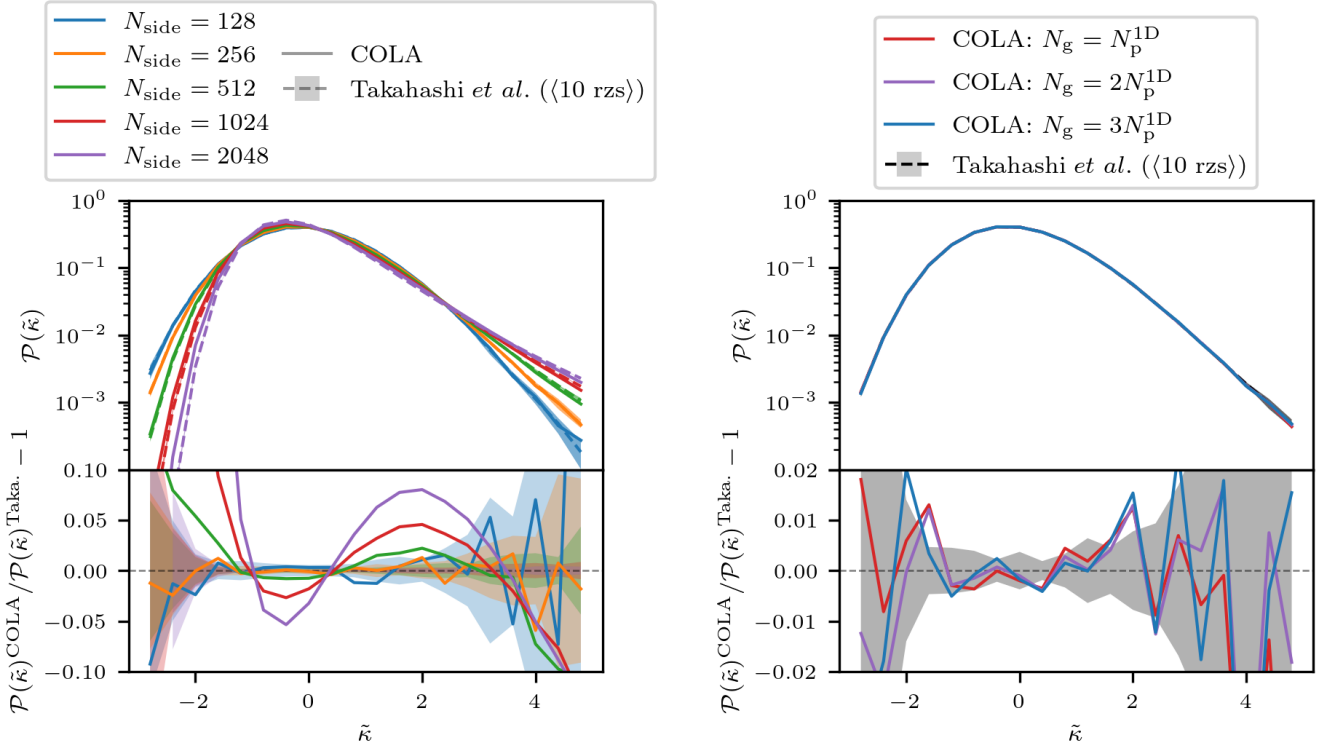 N_side = 128
N_side = 256
N_side = 512
N_side = 1024
N_side = 2048
COLA
Takahashi et al. (⟨10 rzs⟩)
10^0
10^−1
10^−2
10^−3
P(κ̃)
0.10
0.05
0.00
−0.05
−0.10
P(κ̃)^COLA/P(κ̃)^Taka. − 1
−2
0
2
4
κ̃
COLA: N_g = N_p^1D
COLA: N_g = 2N_p^1D
COLA: N_g = 3N_p^1D
Takahashi et al. (⟨10 rzs⟩)
10^0
10^−1
10^−2
10^−3
P(κ̃)
0.02
0.01
0.00
−0.01
−0.02
P(κ̃)^COLA/P(κ̃)^Taka. − 1
−2
0
2
4
κ̃